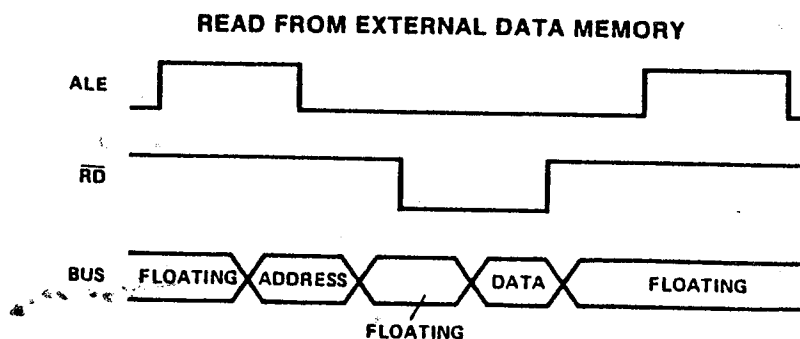 READ FROM EXTERNAL DATA MEMORY
ALE
RD
BUS FLOATING ADDRESS DATA FLOATING
FLOATING